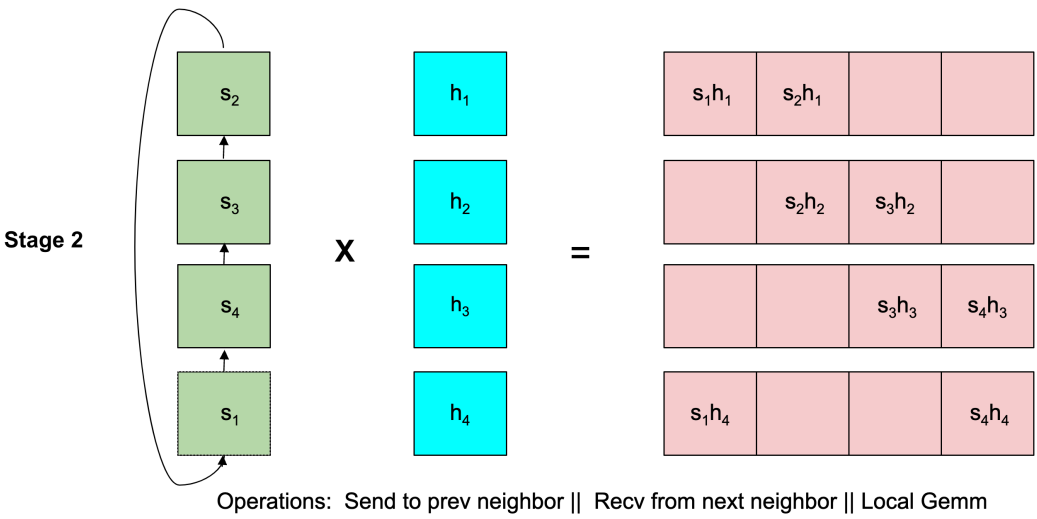 s₂ h₁ s₁h₁ s₂h₁
s₃ h₂ s₂h₂ s₃h₂
Stage 2 X =
s₄ h₃ s₃h₃ s₄h₃
s₁ h₄ s₁h₄ s₄h₄
Operations: Send to prev neighbor || Recv from next neighbor || Local Gemm